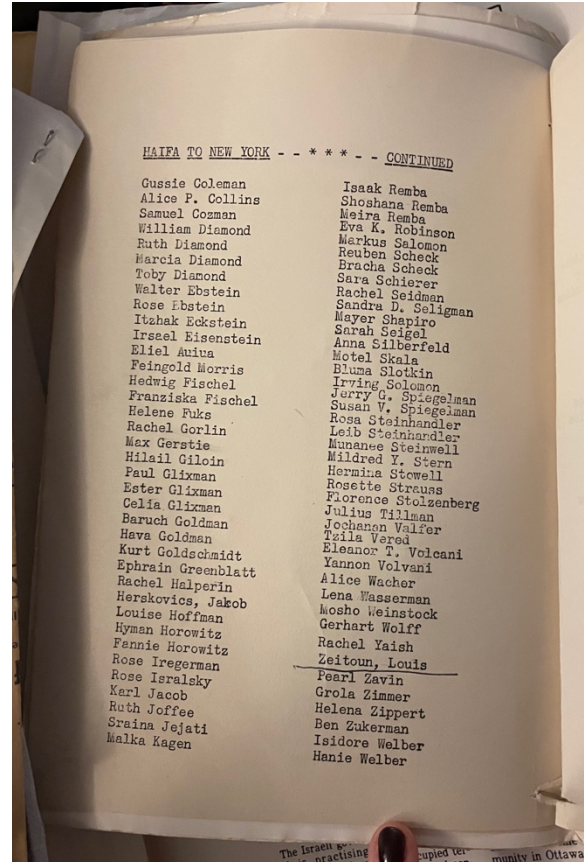 HAIFA TO NEW YORK - - * * * - - CONTINUED
Gussie Coleman
Alice P. Collins
Samuel Cozman
William Diamond
Ruth Diamond
Marcia Diamond
Toby Diamond
Walter Ebstein
Rose Ebstein
Itzhak Eckstein
Irsael Eisenstein
Eliel Auiua
Feingold Morris
Hedwig Fischel
Franziska Fischel
Helene Fuks
Rachel Gorlin
Max Gerstie
Hilail Giloin
Paul Glixman
Ester Glixman
Celia Glixman
Baruch Goldman
Hava Goldman
Kurt Goldschmidt
Ephrain Greenblatt
Rachel Halperin
Herskovics, Jakob
Louise Hoffman
Hyman Horowitz
Fannie Horowitz
Rose Iregerman
Rose Isralsky
Karl Jacob
Ruth Joffee
Sraina Jejati
Malka Kagen
Isaak Remba
Shoshana Remba
Meira Remba
Eva K. Robinson
Markus Salomon
Reuben Scheck
Bracha Scheck
Sara Schierer
Rachel Seidman
Sandra D. Seligman
Mayer Shapiro
Sarah Seigel
Anna Silberfeld
Motel Skala
Bluma Slotkin
Irving Solomon
Jerry G. Spiegelman
Susan V. Spiegelman
Rosa Steinhandler
Leib Steinhandler
Munanee Steinwell
Mildred Y. Stern
Hermina Stowell
Rosette Strauss
Florence Stolzenberg
Julius Tillman
Jochanan Valfer
Tzila Vered
Eleanor T. Volcani
Yannon Volvani
Alice Wacher
Lena Wasserman
Mosho Weinstock
Gerhart Wolff
Rachel Yaish
Zeitoun, Louis
Pearl Zavin
Grola Zimmer
Helena Zippert
Ben Zukerman
Isidore Welber
Hanie Welber
The Israeli
practising
cupied ter-
munity in Ottawa